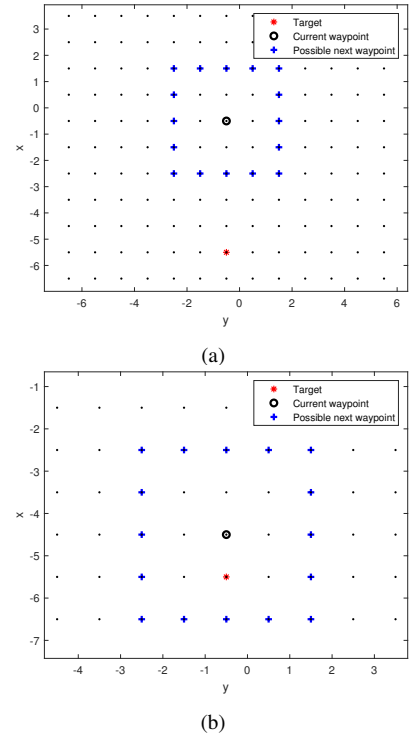 3
2
1
0
-1
-2
-3
-4
-5
-6
x
Target
Current waypoint
Possible next waypoint
-6 -4 -2 0 2 4 6
y
(a)
-1
-2
-3
-4
-5
-6
-7
x
Target
Current waypoint
Possible next waypoint
-4 -3 -2 -1 0 1 2 3
y
(b)